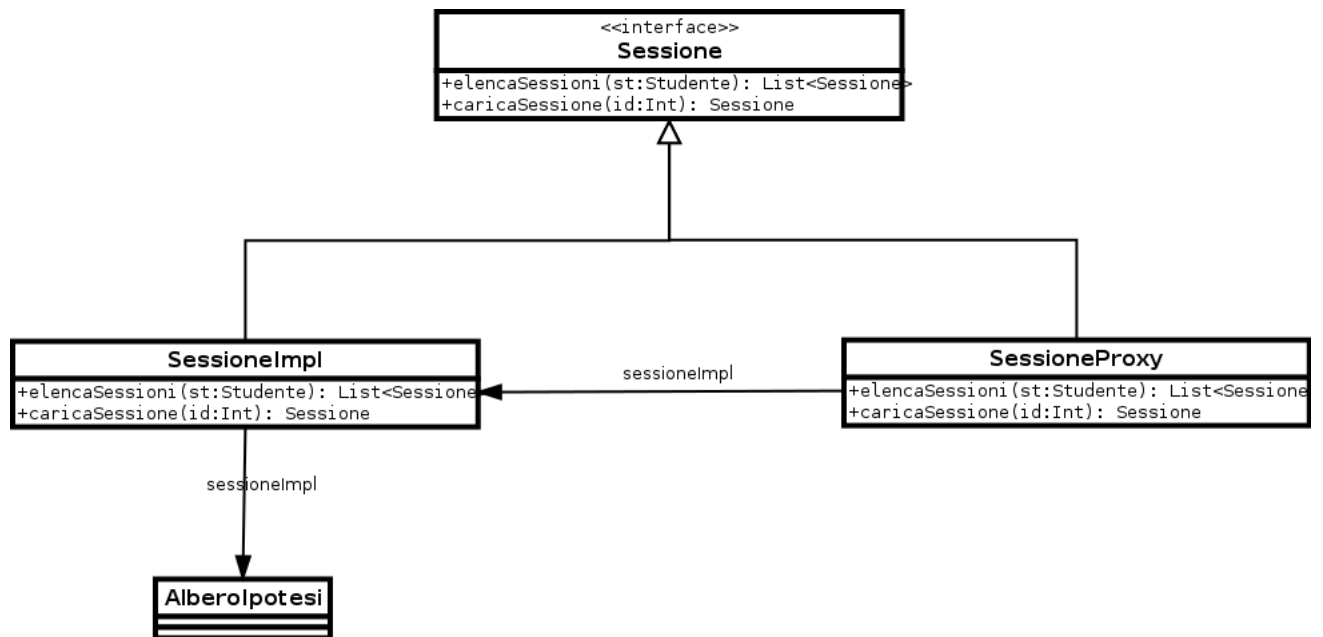 <<interface>>
Sessione
+elencaSessioni(st:Studente): List<Sessione>
+caricaSessione(id:Int): Sessione
SessioneImpl
+elencaSessioni(st:Studente): List<Sessione
+caricaSessione(id:Int): Sessione
sessioneImpl
SessioneProxy
+elencaSessioni(st:Studente): List<Sessione
+caricaSessione(id:Int): Sessione
sessioneImpl
AlberoIpotesi